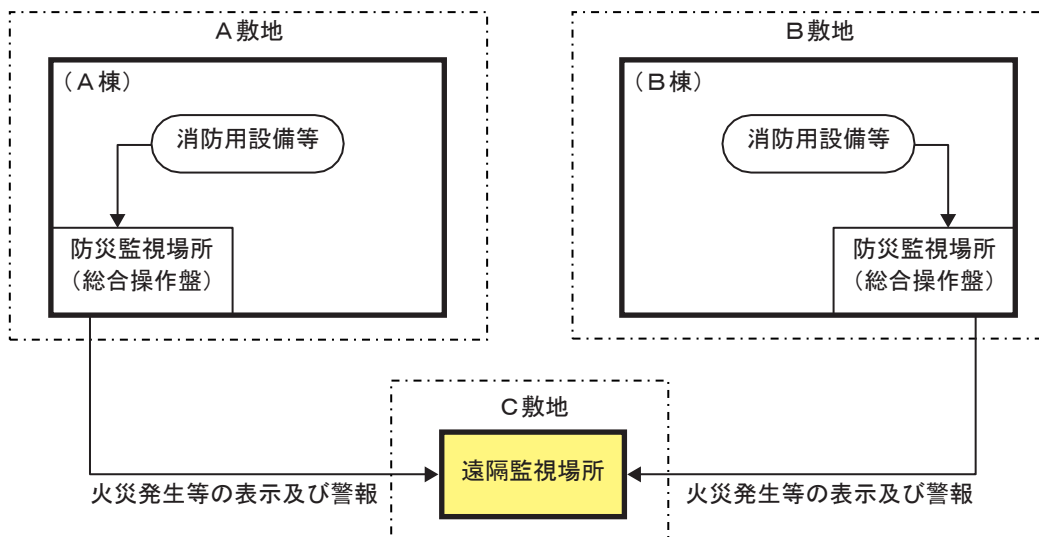 A敷地
(A棟)
消防用設備等
防災監視場所
(総合操作盤)
B敷地
(B棟)
消防用設備等
防災監視場所
(総合操作盤)
C敷地
遠隔監視場所
火災発生等の表示及び警報
火災発生等の表示及び警報